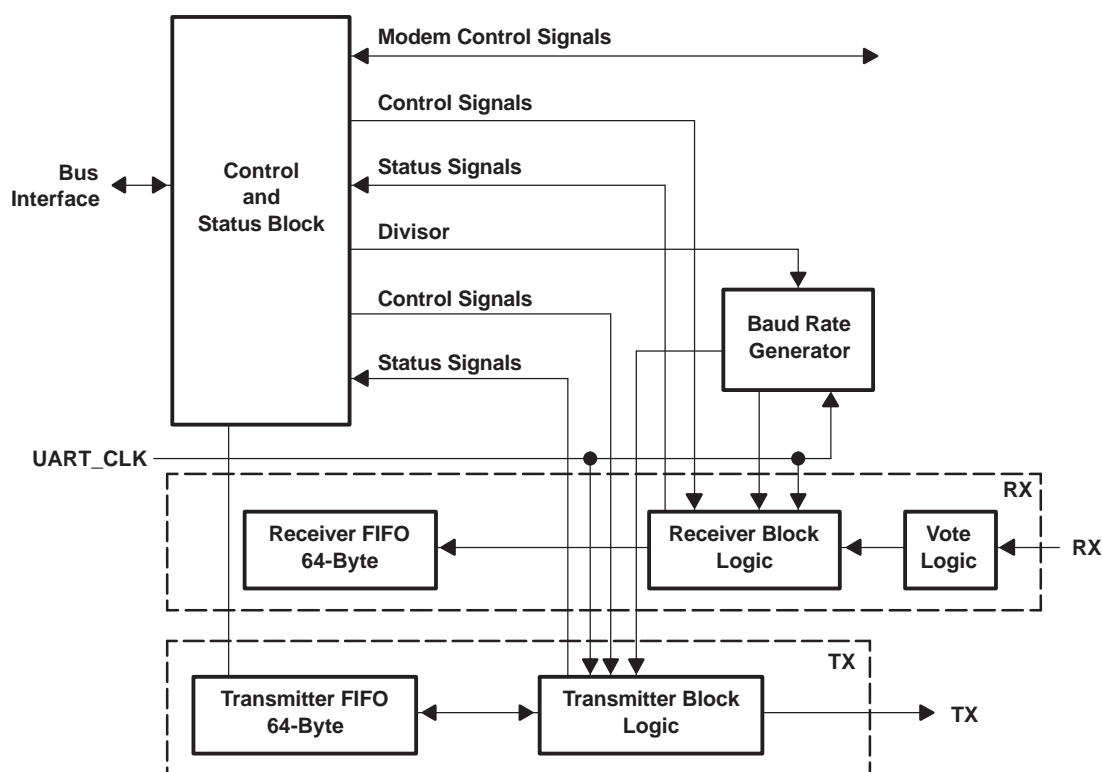 Modem Control Signals
Control Signals
Bus
Interface
Control
and
Status Block
Status Signals
Divisor
Control Signals
Baud Rate
Generator
Status Signals
UART_CLK
RX
Receiver FIFO
64-Byte
Receiver Block
Logic
Vote
Logic
RX
TX
Transmitter FIFO
64-Byte
Transmitter Block
Logic
TX